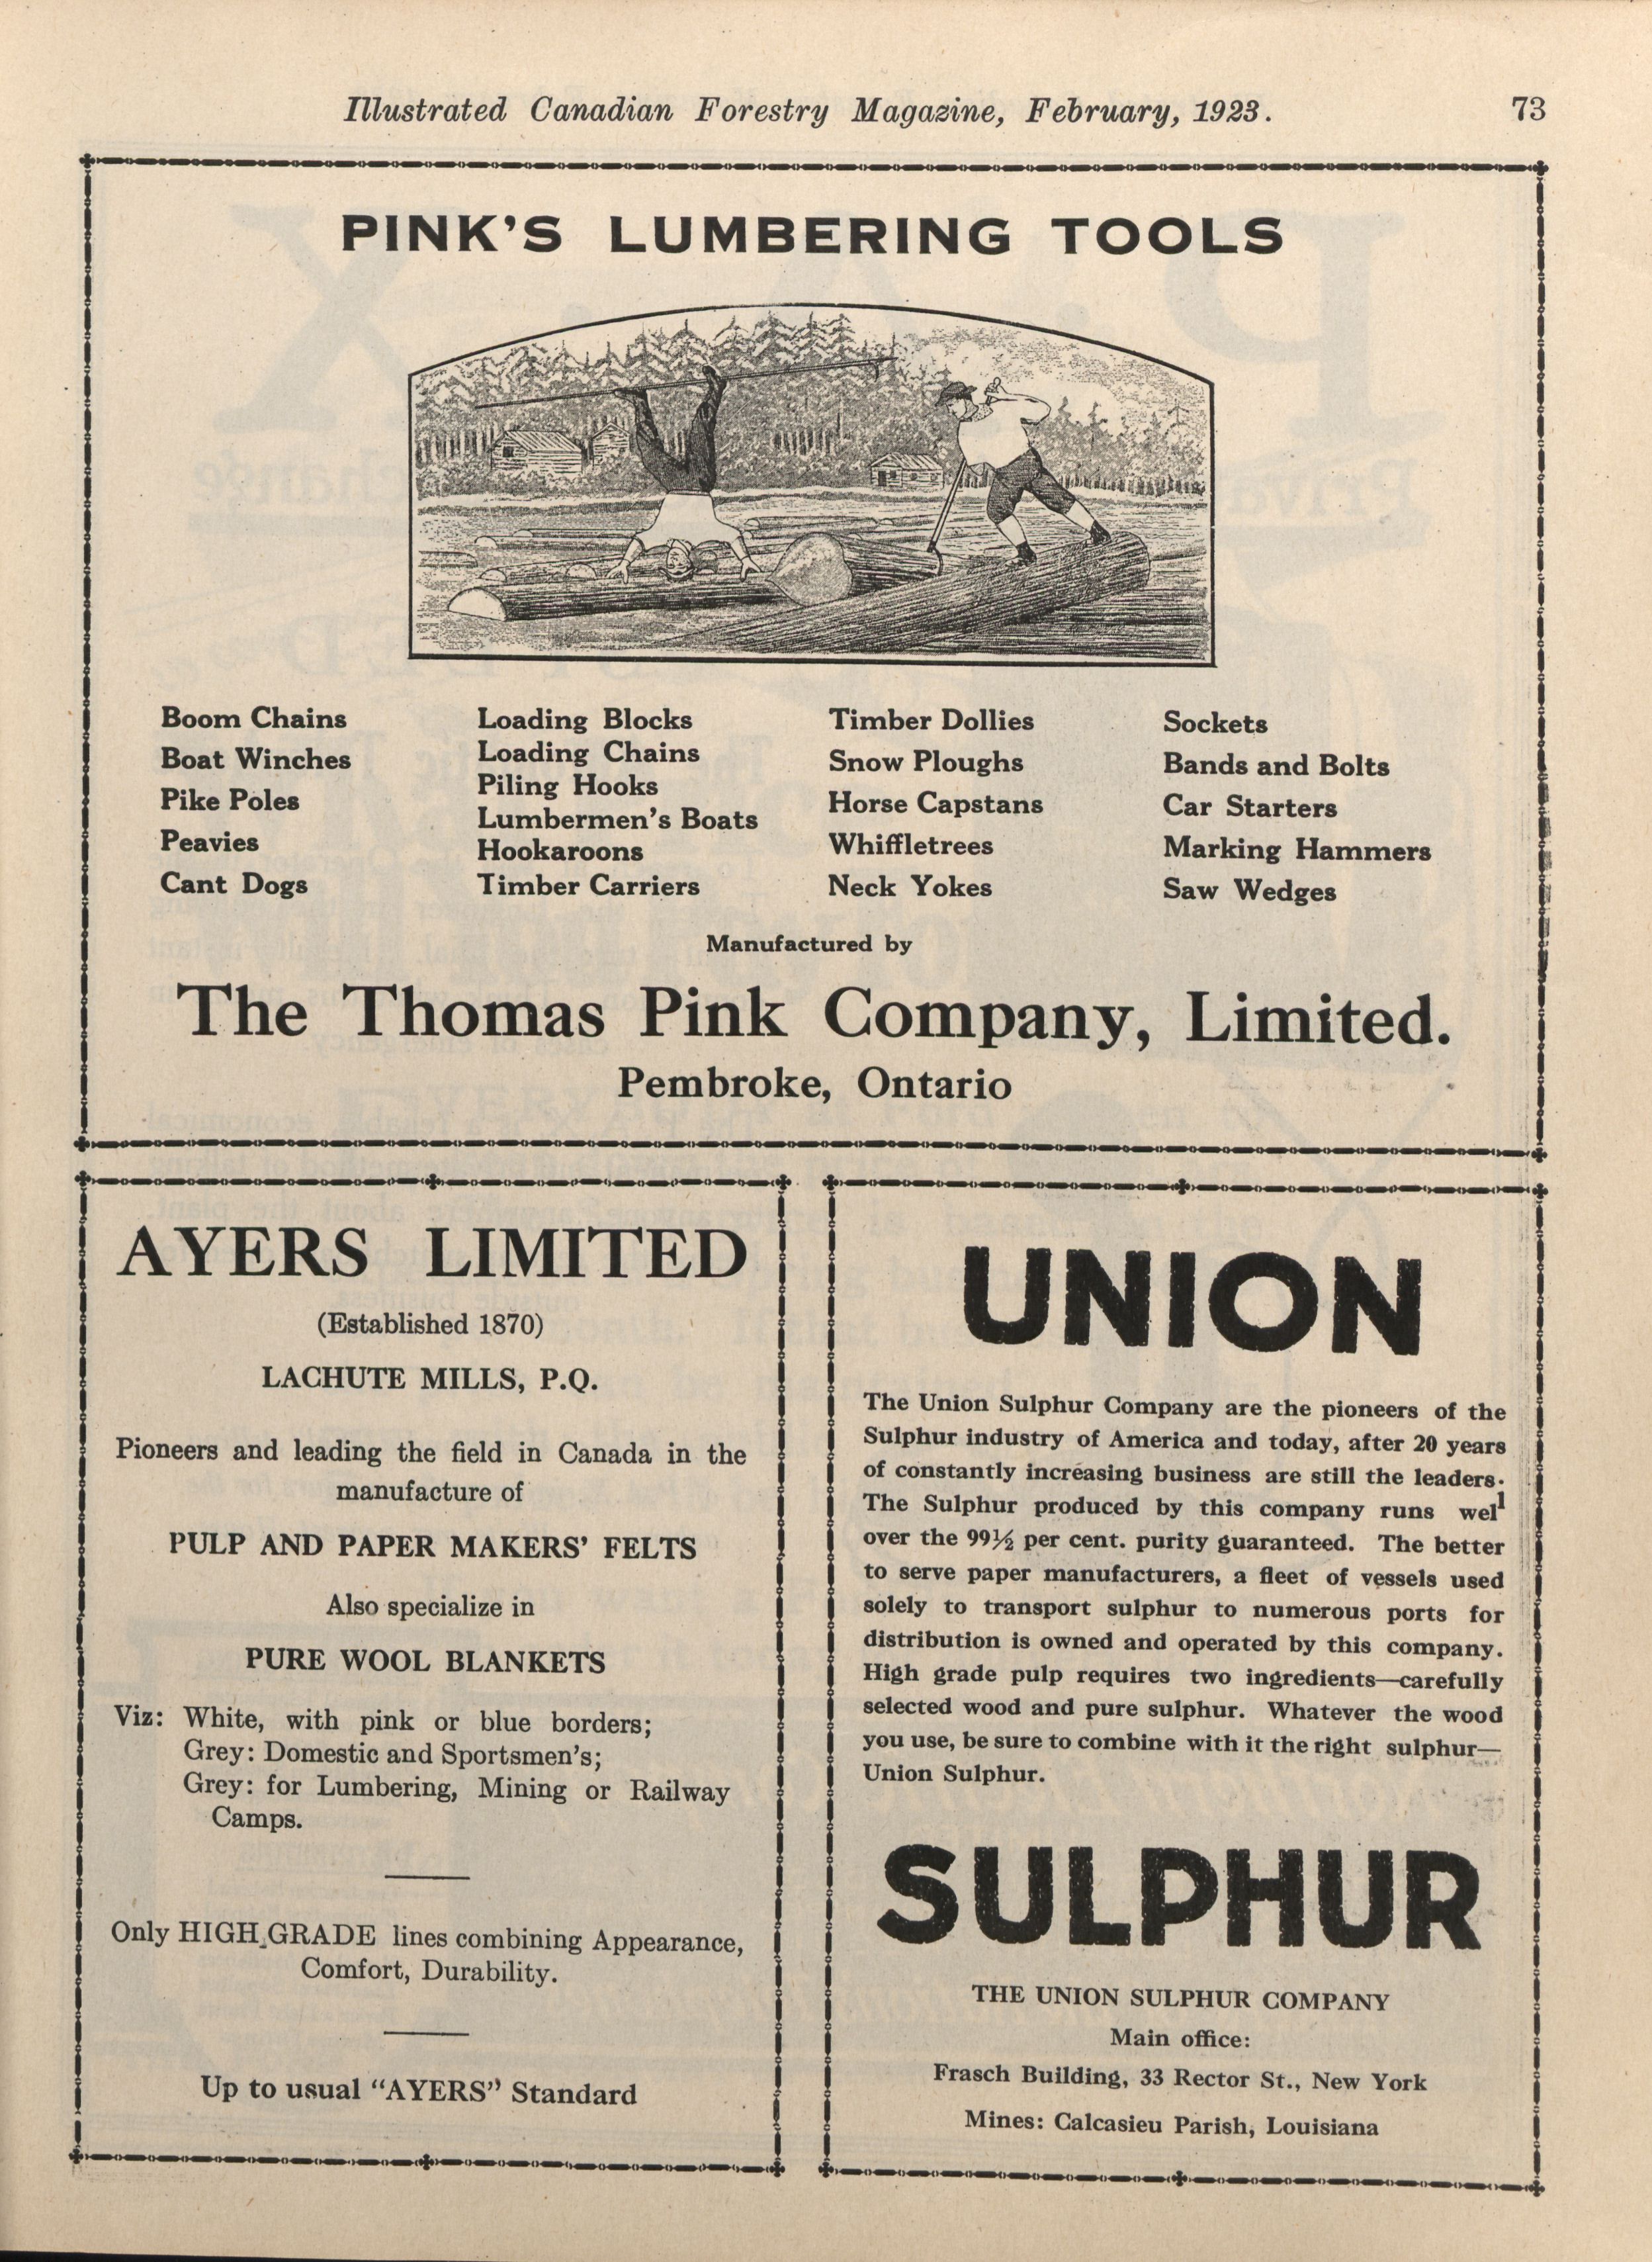 Illustrated Canadian Forestry Magazine, February, 1923.
73
PINK'S LUMBERING TOOLS
Boom Chains
Boat Winches
Pike Poles
Peavies
Cant Dogs
Loading Blocks
Loading Chains
Piling Hooks
Lumbermen's Boats
Hookaroons
Timber Carriers
Timber Dollies
Snow Ploughs
Horse Capstans
Whiffletrees
Neck Yokes
Sockets
Bands and Bolts
Car Starters
Marking Hammers
Saw Wedges
Manufactured by
The Thomas Pink Company, Limited.
Pembroke, Ontario
AYERS LIMITED
(Established 1870)
LACHUTE MILLS, P.Q.
Pioneers and leading the field in Canada in the
manufacture of
PULP AND PAPER MAKERS' FELTS
Also specialize in
PURE WOOL BLANKETS
Viz: White, with pink or blue borders;
Grey: Domestic and Sportsmen's;
Grey: for Lumbering, Mining or Railway
Camps.
Only HIGH GRADE lines combining Appearance,
Comfort, Durability.
Up to usual "AYERS" Standard
UNION
The Union Sulphur Company are the pioneers of the
Sulphur industry of America and today, after 20 years
of constantly increasing business are still the leaders.
The Sulphur produced by this company runs well
over the 99½ per cent. purity guaranteed. The better
to serve paper manufacturers, a fleet of vessels used
solely to transport sulphur to numerous ports for
distribution is owned and operated by this company.
High grade pulp requires two ingredients—carefully
selected wood and pure sulphur. Whatever the wood
you use, be sure to combine with it the right sulphur—
Union Sulphur.
SULPHUR
THE UNION SULPHUR COMPANY
Main office:
Frasch Building, 33 Rector St., New York
Mines: Calcasieu Parish, Louisiana